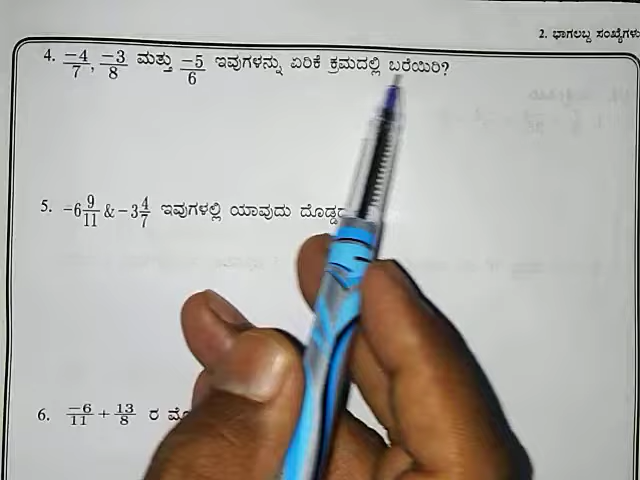 2. ಭಾಗಲಬ್ಧ ಸಂಖ್ಯೆಗಳು
4. -4/7, -3/8 ಮತ್ತು -5/6 ಇವುಗಳನ್ನು ಏರಿಕೆ ಕ್ರಮದಲ್ಲಿ ಬರೆಯಿರಿ?
5. -6 9/11 & -3 4/7 ಇವುಗಳಲ್ಲಿ ಯಾವುದು
6. -6/11 + 13/8 ರ